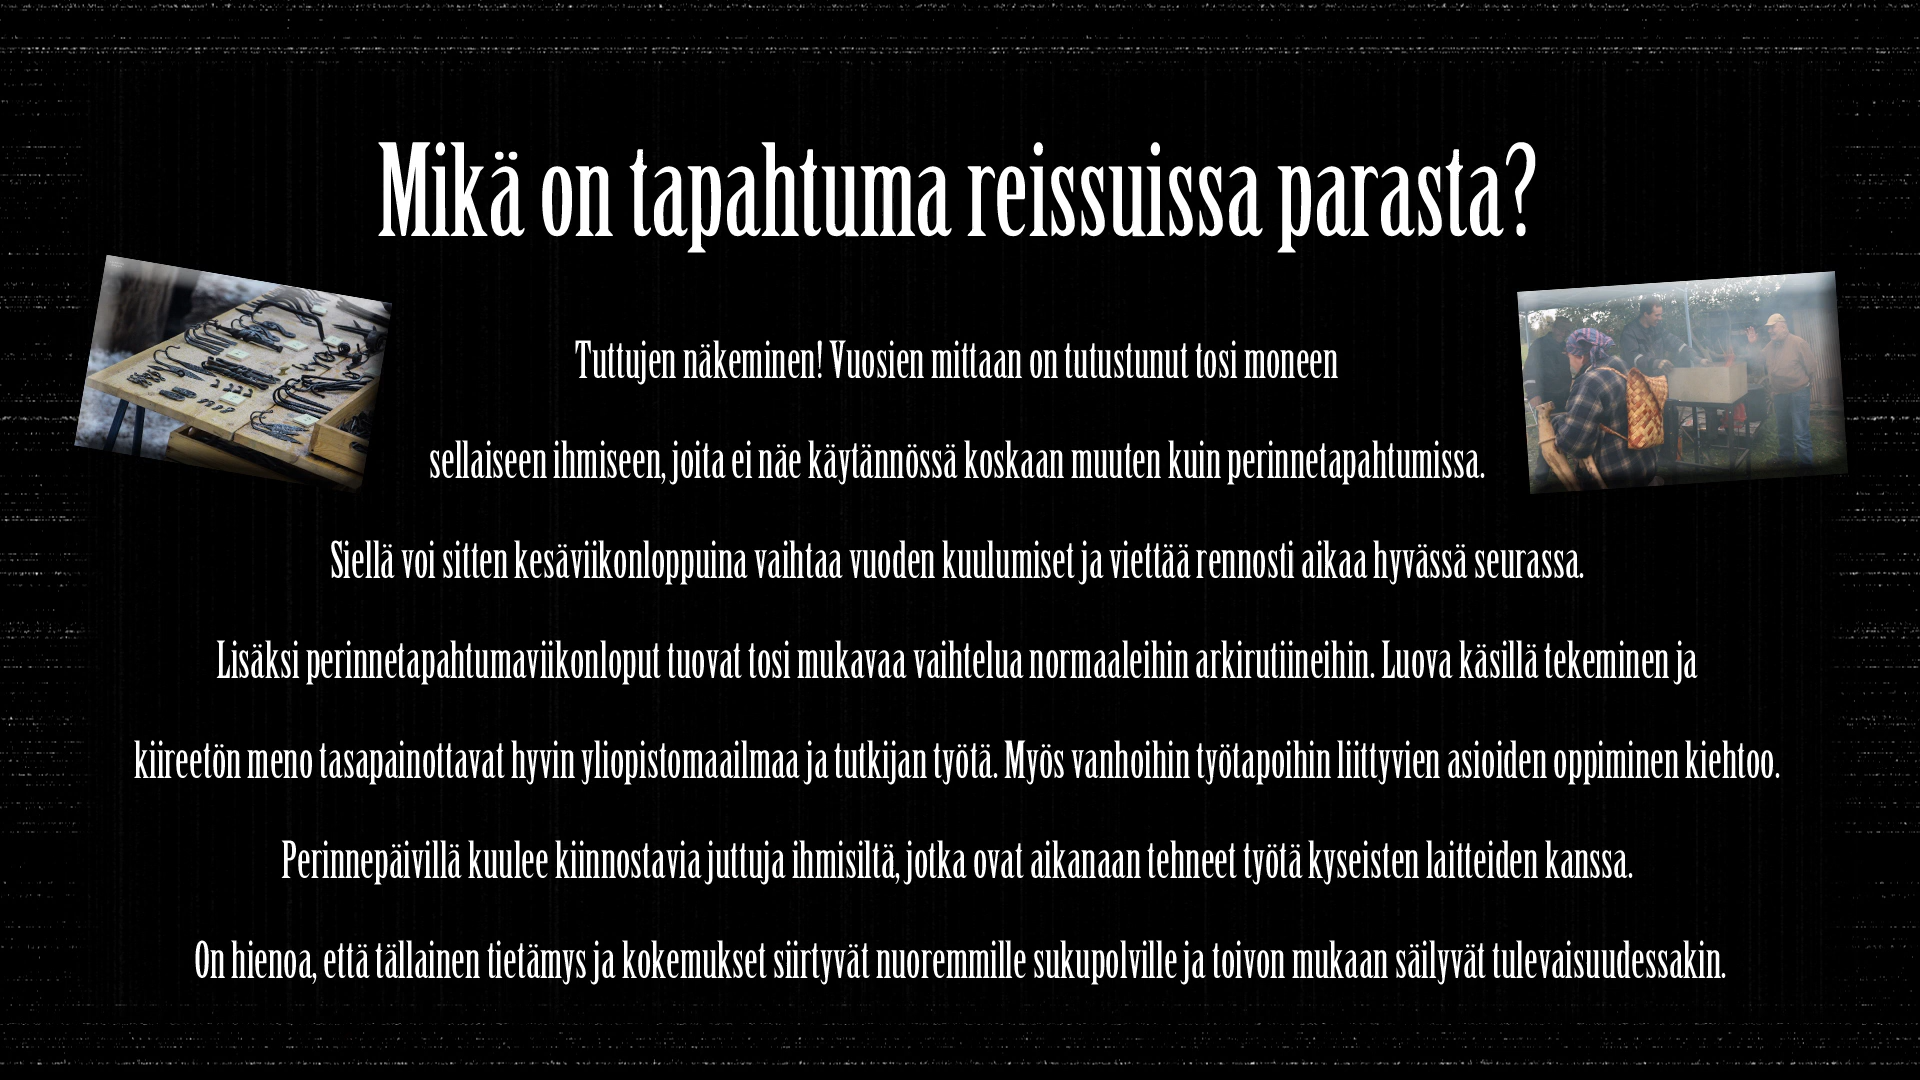 Mikä on tapahtuma reissuissa parasta?
Tuttujen näkeminen! Vuosien mittaan on tutustunut tosi moneen
sellaiseen ihmiseen, joita ei näe käytännössä koskaan muuten kuin perinnetapahtumissa.
Siellä voi sitten kesäviikonloppuina vaihtaa vuoden kuulumiset ja viettää rennosti aikaa hyvässä seurassa.
Lisäksi perinnetapahtumaviikonloput tuovat tosi mukavaa vaihtelua normaaleihin arkirutiineihin. Luova käsillä tekeminen ja
kiireetön meno tasapainottavat hyvin yliopistomaailmaa ja tutkijan työtä. Myös vanhoihin työtapoihin liittyvien asioiden oppiminen kiehtoo.
Perinnepäivillä kuulee kiinnostavia juttuja ihmisiltä, jotka ovat aikanaan tehneet työtä kyseisten laitteiden kanssa.
On hienoa, että tällainen tietämys ja kokemukset siirtyvät nuoremmille sukupolville ja toivon mukaan säilyvät tulevaisuudessakin.